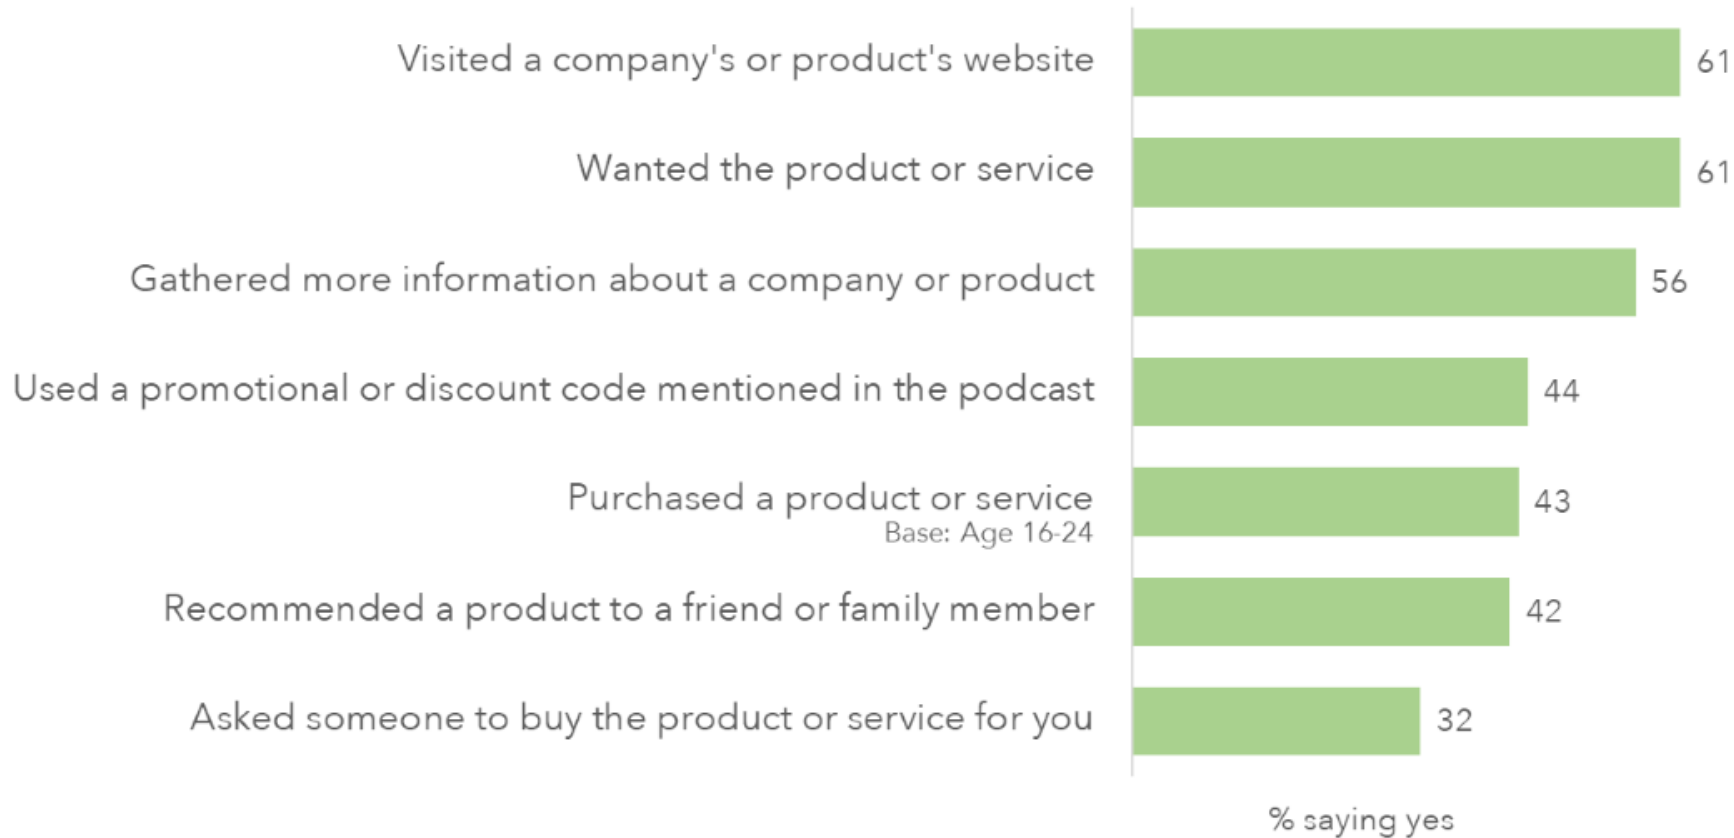 Visited a company's or product's website 61
Wanted the product or service 61
Gathered more information about a company or product 56
Used a promotional or discount code mentioned in the podcast 44
Purchased a product or service 43
Base: Age 16-24
Recommended a product to a friend or family member 42
Asked someone to buy the product or service for you 32
% saying yes